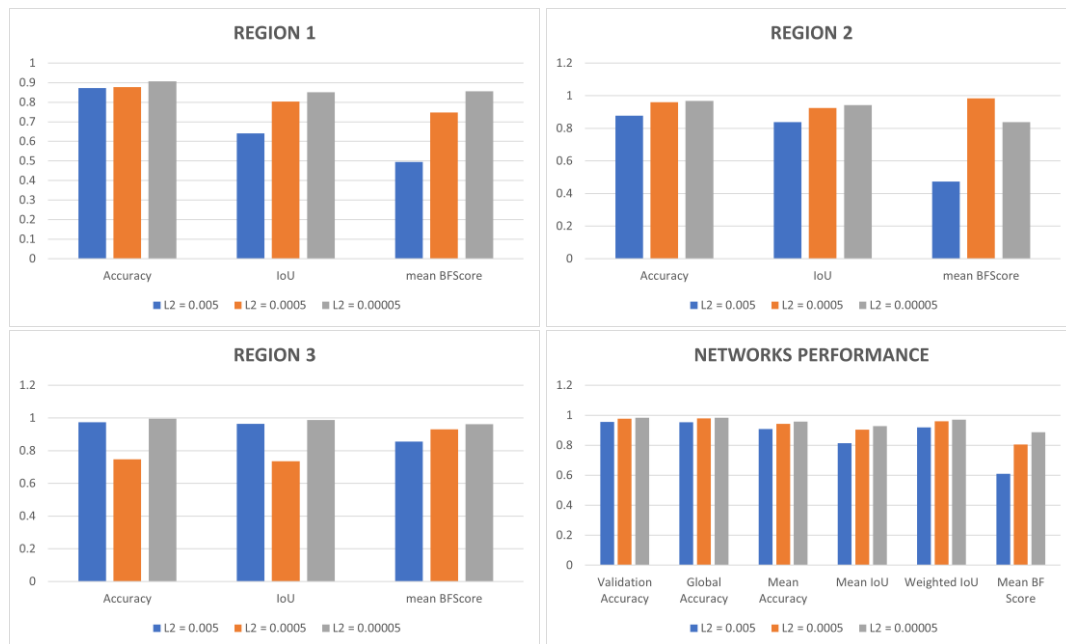 REGION 1
1
0.9
0.8
0.7
0.6
0.5
0.4
0.3
0.2
0.1
0
Accuracy IoU mean BFScore
L2 = 0.005 L2 = 0.0005 L2 = 0.00005
REGION 2
1.2
1
0.8
0.6
0.4
0.2
0
Accuracy IoU mean BFScore
L2 = 0.005 L2 = 0.0005 L2 = 0.00005
REGION 3
1.2
1
0.8
0.6
0.4
0.2
0
Accuracy IoU mean BFScore
L2 = 0.005 L2 = 0.0005 L2 = 0.00005
NETWORKS PERFORMANCE
1.2
1
0.8
0.6
0.4
0.2
0
Validation Global Mean Mean IoU Weighted IoU Mean BF
Accuracy Accuracy Accuracy Score
L2 = 0.005 L2 = 0.0005 L2 = 0.00005